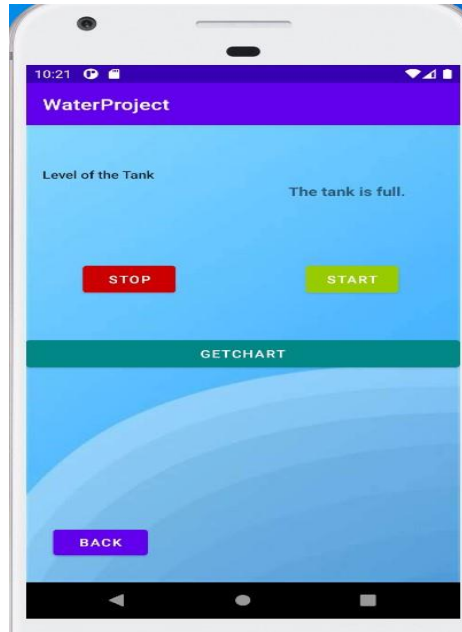 10:21
WaterProject
Level of the Tank
The tank is full.
STOP
START
GETCHART
BACK